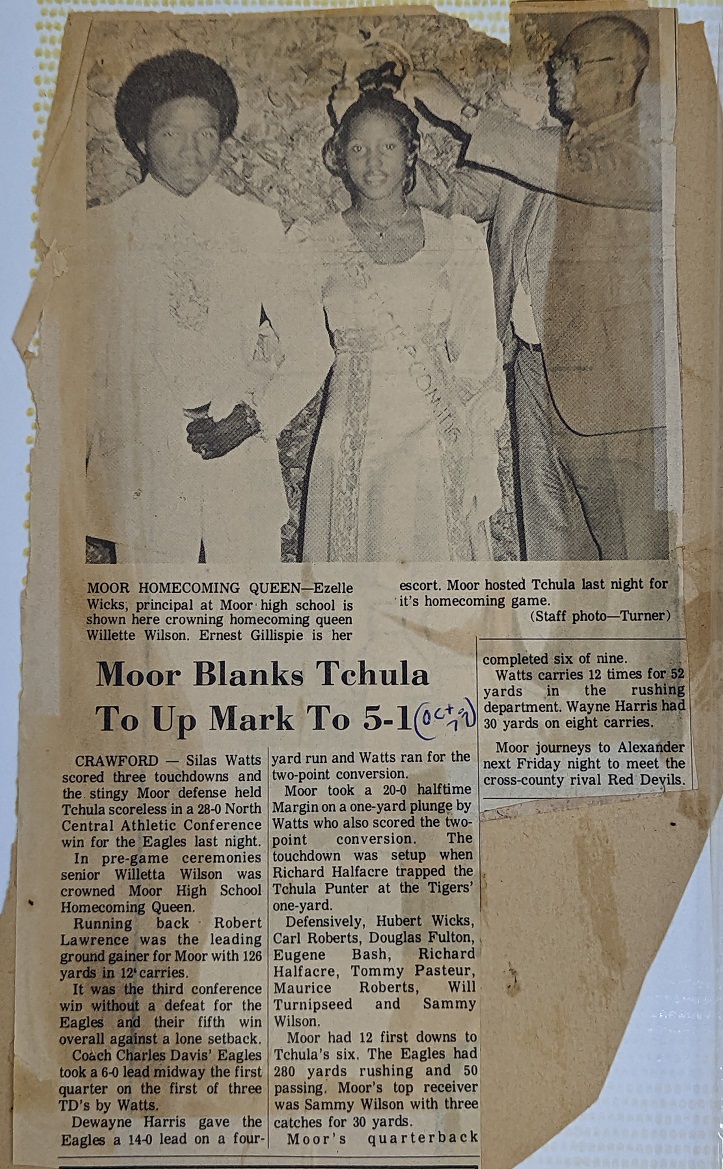 HOMECOMING
MOOR HOMECOMING QUEEN—Ezelle
Wicks, principal at Moor high school is
shown here crowning homecoming queen
Willette Wilson. Ernest Gillispie is her
escort. Moor hosted Tchula last night for
it's homecoming game.
(Staff photo—Turner)
Moor Blanks Tchula
To Up Mark To 5-1
(Oct
CRAWFORD — Silas Watts
scored three touchdowns and
the stingy Moor defense held
Tchula scoreless in a 28-0 North
Central Athletic Conference
win for the Eagles last night.
In pre-game ceremonies
senior Willetta Wilson was
crowned Moor High School
Homecoming Queen.
Running back Robert
Lawrence was the leading
ground gainer for Moor with 126
yards in 12 carries.
It was the third conference
win without a defeat for the
Eagles and their fifth win
overall against a lone setback.
Coach Charles Davis' Eagles
took a 6-0 lead midway the first
quarter on the first of three
TD's by Watts.
Dewayne Harris gave the
Eagles a 14-0 lead on a four-
yard run and Watts ran for the
two-point conversion.
Moor took a 20-0 halftime
Margin on a one-yard plunge by
Watts who also scored the two-
point conversion. The
touchdown was setup when
Richard Halfacre trapped the
Tchula Punter at the Tigers'
one-yard.
Defensively, Hubert Wicks,
Carl Roberts, Douglas Fulton,
Eugene Bash, Richard
Halfacre, Tommy Pasteur,
Maurice Roberts, Will
Turnipseed and Sammy
Wilson.
Moor had 12 first downs to
Tchula's six. The Eagles had
280 yards rushing and 50
passing. Moor's top receiver
was Sammy Wilson with three
catches for 30 yards.
Moor's quarterback
completed six of nine.
Watts carries 12 times for 52
yards in the rushing
department. Wayne Harris had
30 yards on eight carries.
Moor journeys to Alexander
next Friday night to meet the
cross-county rival Red Devils.